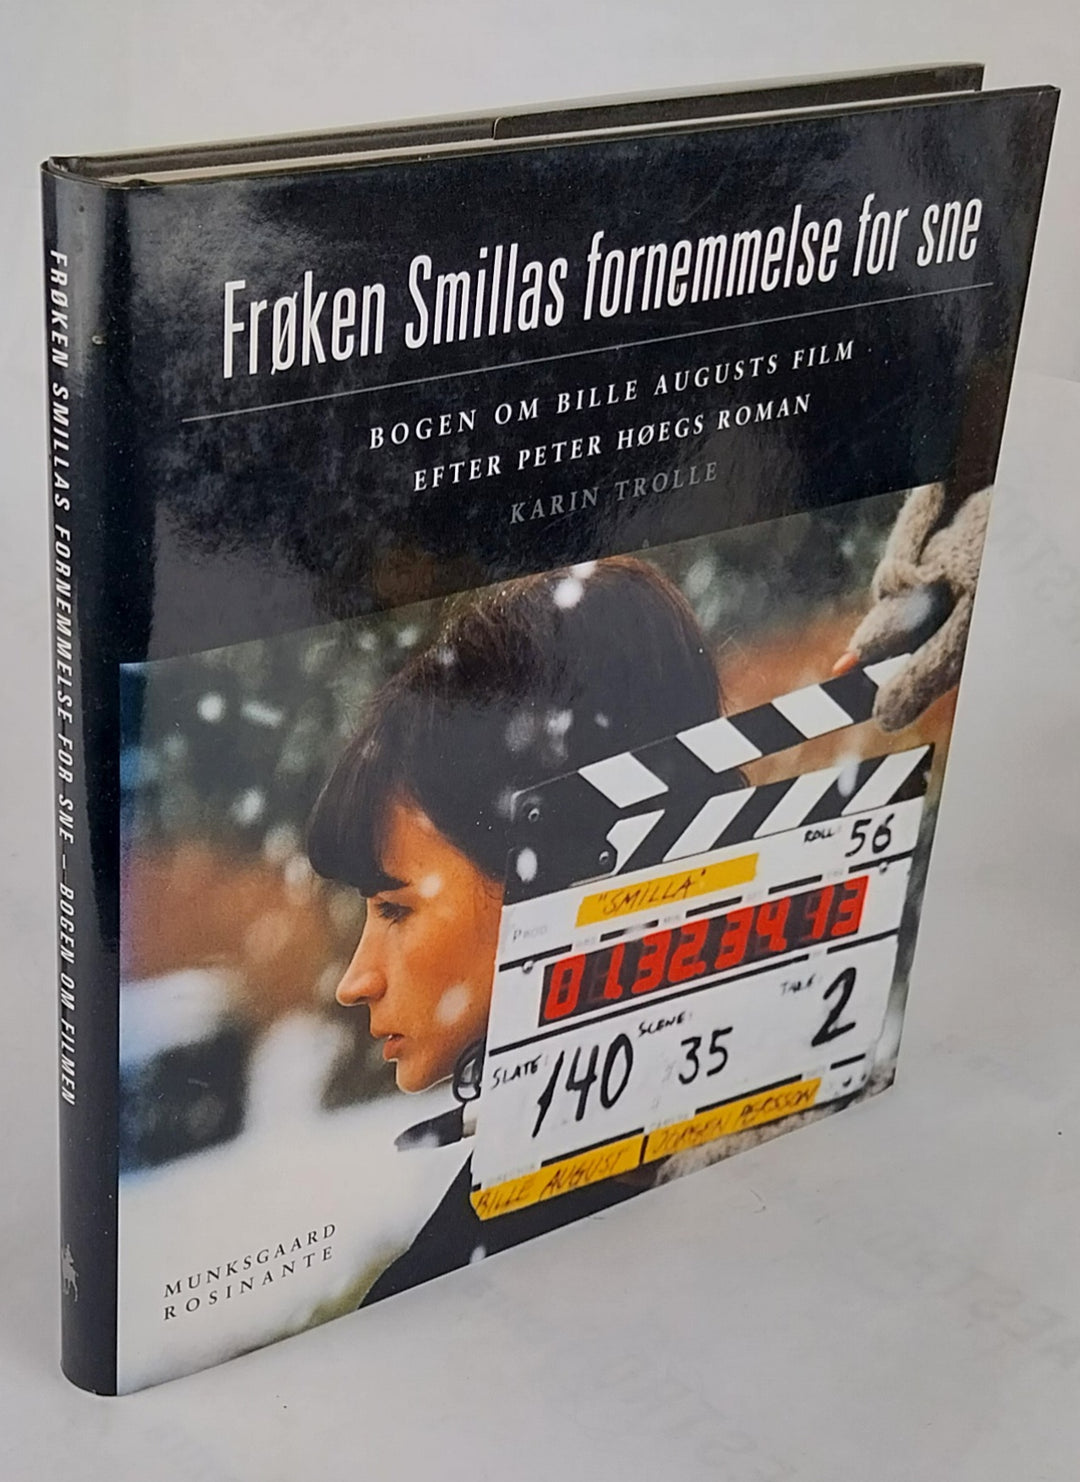 Frøken Smillas fornemmelse for sne
BOGEN OM BILLE AUGUSTS FILM
EFTER PETER HØEGS ROMAN
KARIN TROLLE
FRØKEN SMILLAS FORNEMMELSE FOR SNE – BOGEN OM FILMEN
ROLL: 56
"SMILLA"
PROD
01.32.39.13
SLATE: 140
SCENE: 35
TAKE: 2
BILLE AUGUST
JÖRGEN PERSSON
MUNKSGAARD
ROSINANTE